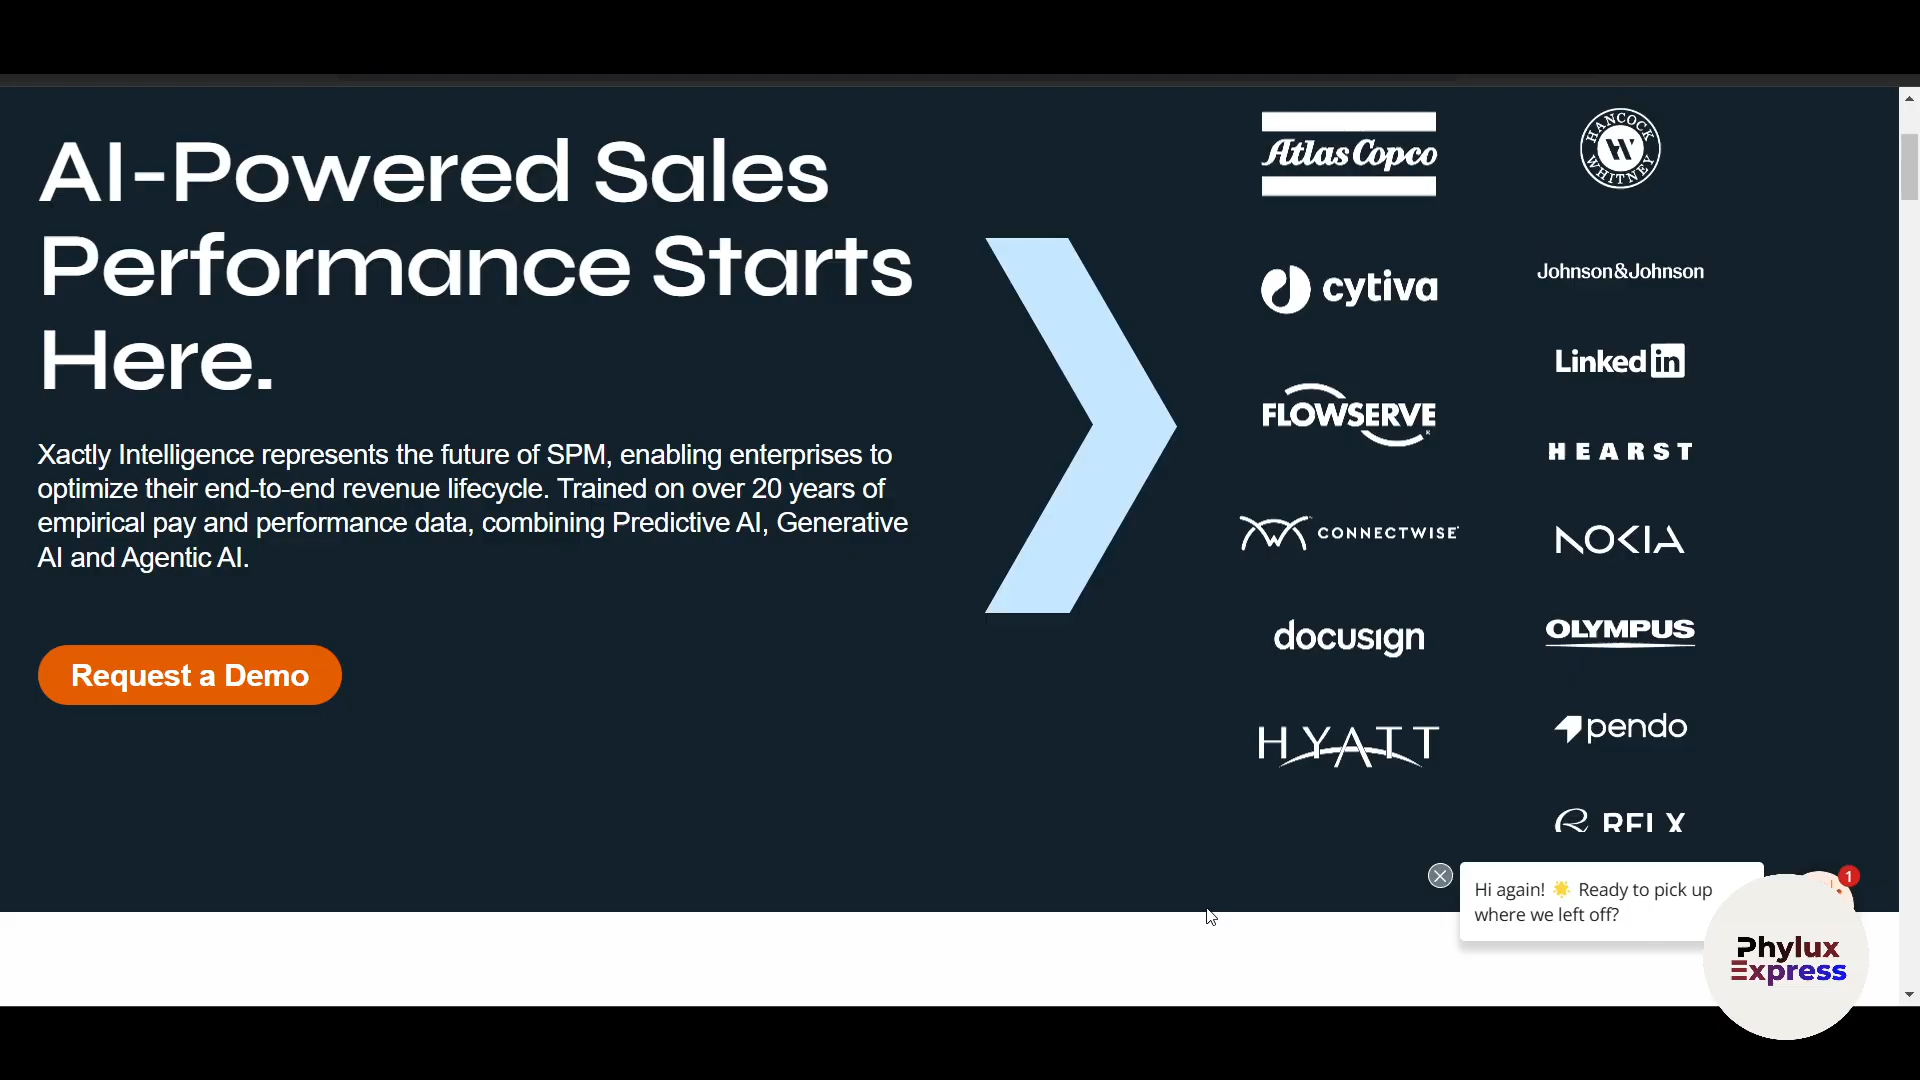 AI-Powered Sales
Performance Starts
Here.
Xactly Intelligence represents the future of SPM, enabling enterprises to
optimize their end-to-end revenue lifecycle. Trained on over 20 years of
empirical pay and performance data, combining Predictive AI, Generative
AI and Agentic AI.
Request a Demo
Atlas Copco
cytiva
FLOWSERVE
CONNECTWISE
docusign
HYATT
HANCOCK
WHITNEY
Johnson&Johnson
Linked in
HEARST
NOKIA
OLYMPUS
pendo
RELX
Hi again! 🌟 Ready to pick up
where we left off?
1
Phylux
Express